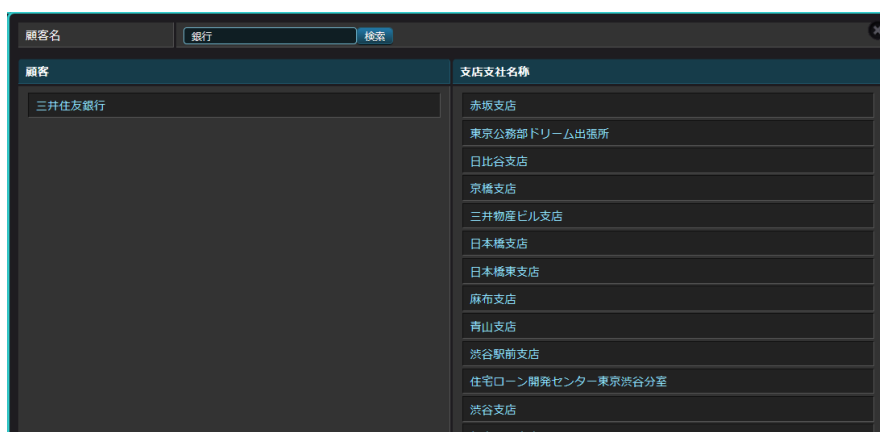 顧客名 銀行 検索
顧客 支店支社名称
三井住友銀行 赤坂支店
東京公務部ドリーム出張所
日比谷支店
京橋支店
三井物産ビル支店
日本橋支店
日本橋東支店
麻布支店
青山支店
渋谷駅前支店
住宅ローン開発センター東京渋谷分室
渋谷支店